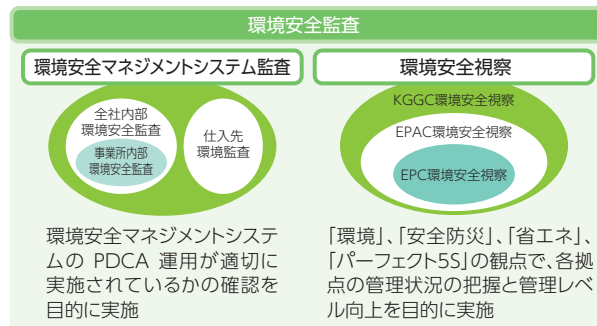 環境安全監査
環境安全マネジメントシステム監査
全社内部
環境安全監査
事業所内部
環境安全監査
仕入先
環境監査
環境安全マネジメントシステ
ムの PDCA 運用が適切に
実施されているかの確認を
目的に実施
環境安全視察
KGGC環境安全視察
EPAC環境安全視察
EPC環境安全視察
「環境」、「安全防災」、「省エネ」、
「パーフェクト5S」の観点で、各拠
点の管理状況の把握と管理レベ
ル向上を目的に実施